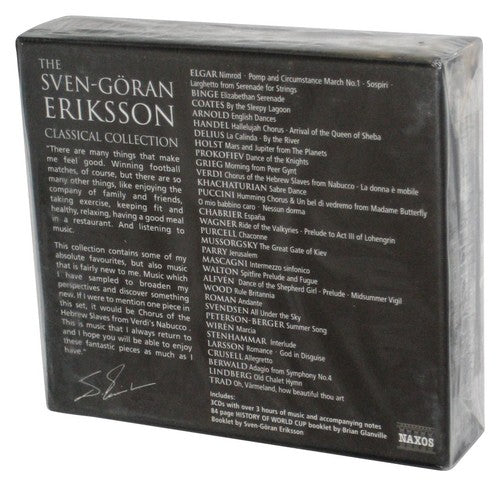 THE
SVEN-GÖRAN
ERIKSSON
CLASSICAL COLLECTION
"There are many things that make
me feel good. Winning football
matches, of course, but there are so
many other things, like enjoying the
company of family and friends,
taking exercise, keeping fit and
healthy, relaxing, having a good meal
in a restaurant. And listening to
music.
This collection contains some of my
absolute favourites, but also music
that is fairly new to me. Music which
I have sampled to broaden my
perspectives and discover something
new. If I were to mention one piece in
this set, it would be Chorus of the
Hebrew Slaves from Verdi's Nabucco
This is music that I always return to
and I hope you will be able to enjoy
these fantastic pieces as much as I
have."
ELGAR Nimrod · Pomp and Circumstance March No.1 · Sospiri ·
Larghetto from Serenade for Strings
BINGE Elizabethan Serenade
COATES By the Sleepy Lagoon
ARNOLD English Dances
HANDEL Hallelujah Chorus · Arrival of the Queen of Sheba
DELIUS La Calinda · By the River
HOLST Mars and Jupiter from The Planets
PROKOFIEV Dance of the Knights
GRIEG Morning from Peer Gynt
VERDI Chorus of the Hebrew Slaves from Nabucco · La donna è mobile
KHACHATURIAN Sabre Dance
PUCCINI Humming Chorus & Un bel di vedremo from Madame Butterfly
O mio babbino caro · Nessun dorma
CHABRIER España
WAGNER Ride of the Valkyries · Prelude to Act III of Lohengrin
PURCELL Chaconne
MUSSORGSKY The Great Gate of Kiev
PARRY Jerusalem
MASCAGNI Intermezzo sinfonico
WALTON Spitfire Prelude and Fugue
ALFVEN Dance of the Shepherd Girl · Prelude · Midsummer Vigil
WOOD Rule Britannia
ROMAN Andante
SVENDSEN All Under the Sky
PETERSON-BERGER Summer Song
WIREN Marcia
STENHAMMAR Interlude
LARSSON Romance · God in Disguise
CRUSELL Allegretto
BERWALD Adagio from Symphony No.4
LINDBERG Old Chalet Hymn
TRAD Oh, Värmeland, how beautiful thou art
Includes:
3CDs with over 3 hours of music and accompanying notes
84 page HISTORY OF WORLD CUP booklet by Brian Glanville
Booklet by Sven-Göran Eriksson
NAXOS